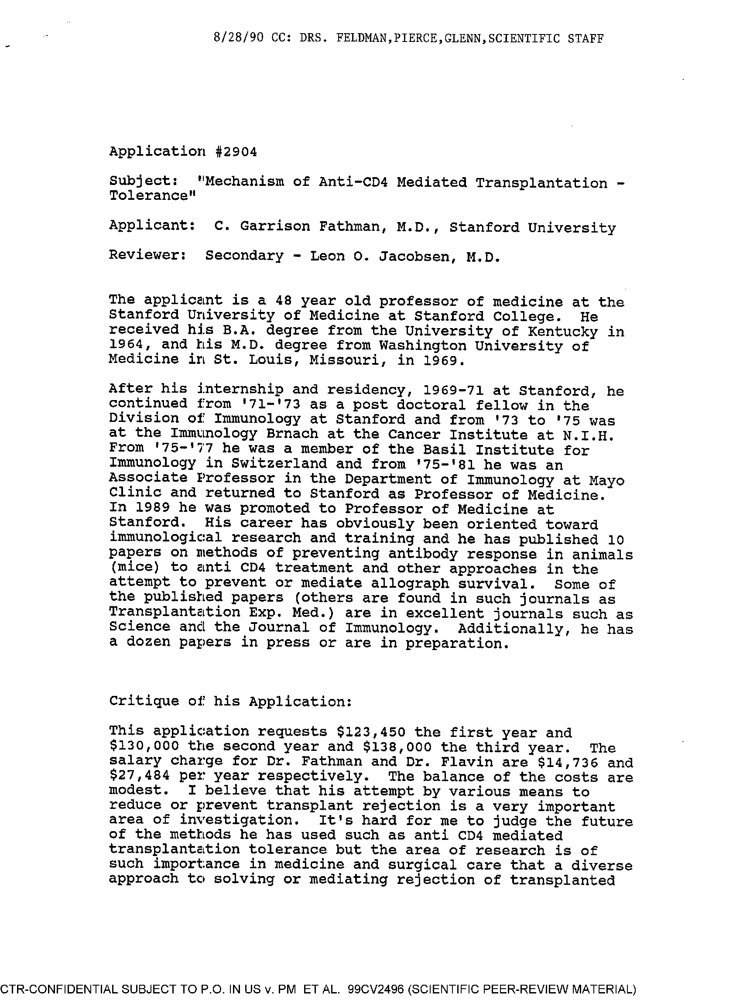 8/28/90 CC: DRS. FELDMAN,PIERCE,GLENN,SCIENTIFIC STAFF
Application #2904
Subject: "Mechanism of Anti-CD4 Mediated Transplantation -
Tolerance"
Applicant: C. Garrison Fathman, M.D., Stanford University
Reviewer: Secondary - Leon O. Jacobsen, M.D.
The applicant is a 48 year old professor of medicine at the
Stanford University of Medicine at Stanford College. He
received his B.A. degree from the University of Kentucky in
1964, and his M.D. degree from Washington University of
Medicine in St. Louis, Missouri, in 1969.
After his internship and residency, 1969-71 at Stanford, he
continued from '71-'73 as a post doctoral fellow in the
Division of Immunology at Stanford and from '73 to '75 was
at the Immunology Brnach at the Cancer Institute at N.I.H.
From '75-'77 he was a member of the Basil Institute for
Immunology in Switzerland and from '75-'81 he was an
Associate Professor in the Department of Immunology at Mayo
Clinic and returned to Stanford as Professor of Medicine.
In 1989 he was promoted to Professor of Medicine at
Stanford. His career has obviously been oriented toward
immunological research and training and he has published 10
papers on methods of preventing antibody response in animals
(mice) to anti CD4 treatment and other approaches in the
attempt to prevent or mediate allograph survival. Some of
the published papers (others are found in such journals as
Transplantation Exp. Med.) are in excellent journals such as
Science and the Journal of Immunology. Additionally, he has
a dozen papers in press or are in preparation.
Critique of his Application:
This application requests $123,450 the first year and
$130,000 the second year and $138,000 the third year. The
salary charge for Dr. Fathman and Dr. Flavin are $14,736 and
$27,484 per year respectively. The balance of the costs are
modest. I believe that his attempt by various means to
reduce or prevent transplant rejection is a very important
area of investigation. It's hard for me to judge the future
of the methods he has used such as anti CD4 mediated
transplantation tolerance but the area of research is of
such importance in medicine and surgical care that a diverse
approach to solving or mediating rejection of transplanted
CTR-CONFIDENTIAL SUBJECT TO P.O. IN US v. PM ET AL. 99CV2496 (SCIENTIFIC PEER-REVIEW MATERIAL)